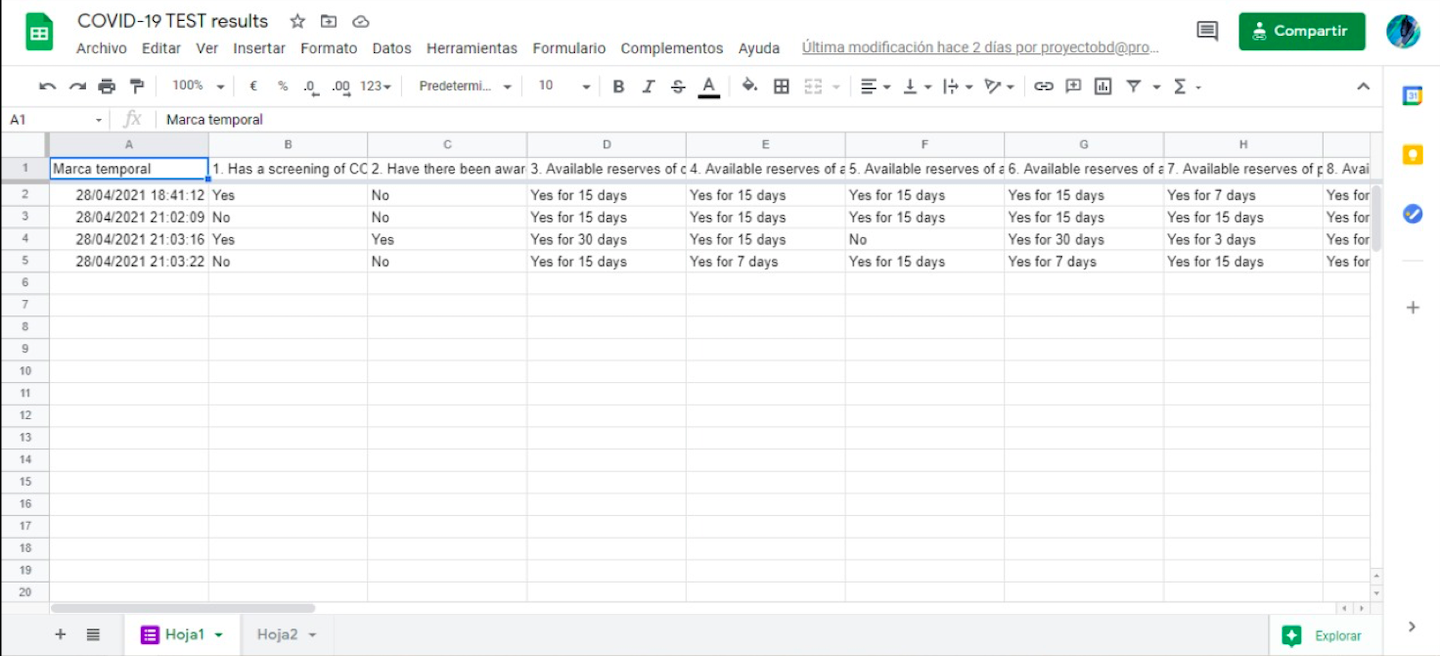 COVID-19 TEST results
Archivo Editar Ver Insertar Formato Datos Herramientas Formulario Complementos Ayuda Última modificación hace 2 días por proyectobd@pro...
Compartir
100% € % .0 .00 123 Predetermi... 10 B I S A
A1 fx Marca temporal
A B C D E F G H
1 Marca temporal 1. Has a screening of CC 2. Have there been awar 3. Available reserves of c 4. Available reserves of a 5. Available reserves of a 6. Available reserves of a 7. Available reserves of p 8. Avai
2 28/04/2021 18:41:12 Yes No Yes for 15 days Yes for 15 days Yes for 15 days Yes for 15 days Yes for 7 days Yes for
3 28/04/2021 21:02:09 No No Yes for 15 days Yes for 15 days Yes for 15 days Yes for 15 days Yes for 15 days Yes for
4 28/04/2021 21:03:16 Yes Yes Yes for 30 days Yes for 15 days No Yes for 30 days Yes for 3 days Yes for
5 28/04/2021 21:03:22 No No Yes for 15 days Yes for 7 days Yes for 15 days Yes for 7 days Yes for 15 days Yes for
6
7
8
9
10
11
12
13
14
15
16
17
18
19
20
Hoja1 Hoja2 Explorar
31